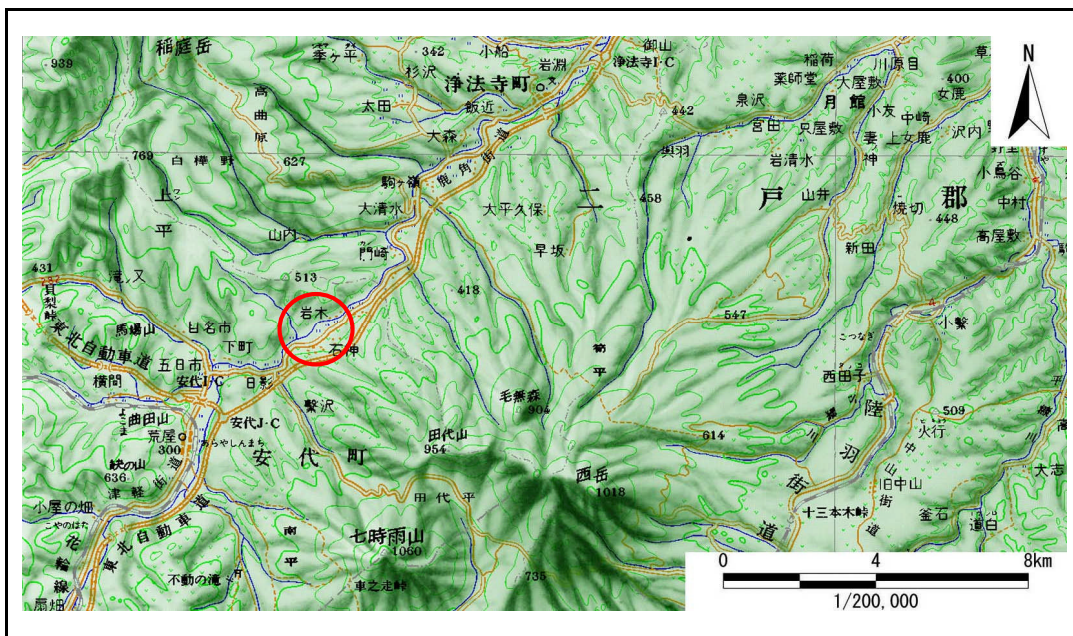 稲庭岳
939
季ヶ平
杉沢
342
小船
岩淵
御山
浄法寺I・C
稲荷
薬師堂
大屋敷
川原目
400
女鹿
N
太田
飯近
浄法寺町
大森
442
泉沢
宮田
只屋敷
月館
小友
中崎
上女鹿
沢内
妻ノ神
高曲原
627
769
白樺野
上平
駒ヶ嶺
鹿角街道
岩清水
山井
小鳥谷
中村
大清水
大平久保
二戸郡
458
焼切
448
高屋敷
山内
門崎
早坂
新田
431
滝ノ又
513
418
貝梨峠
岩木
547
4
小繋
東北自動車道
馬場山
日名市
下町
石神
こつなぎ
五日市
横間
安代I・C
日影
西田子
毛無森
904
曲田山
荒屋
300
安代J・C
あらやしんまち
繋沢
田代山
954
614
陸羽街道
509
火行
安代町
636
津軽街道
西岳
1018
中山街道
旧中山
小屋の畑
こやのはた
田代平
十三本木峠
釜石
道白
大志
花輪線
東北自動車道
南平
七時雨山
1060
不動の滝
車之走峠
735
扇畑
0 4 8km
1/200,000